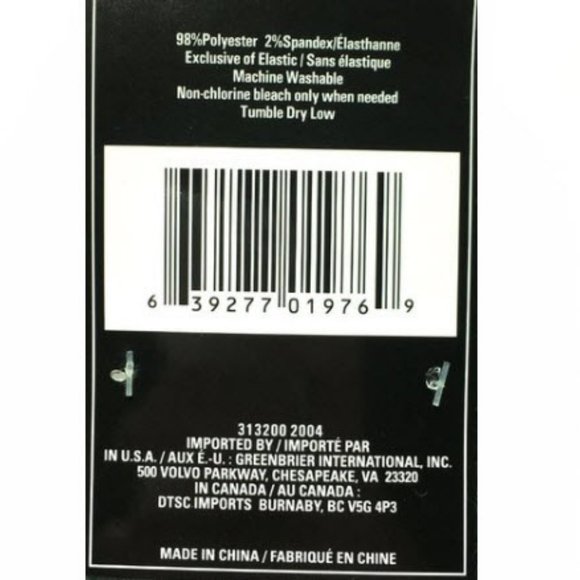 98%Polyester 2%Spandex/Élasthanne
Exclusive of Elastic / Sans élastique
Machine Washable
Non-chlorine bleach only when needed
Tumble Dry Low
6 39277 01976 9
313200 2004
IMPORTED BY / IMPORTÉ PAR
IN U.S.A. / AUX É.-U. : GREENBRIER INTERNATIONAL, INC.
500 VOLVO PARKWAY, CHESAPEAKE, VA 23320
IN CANADA / AU CANADA :
DTSC IMPORTS BURNABY, BC V5G 4P3
MADE IN CHINA / FABRIQUÉ EN CHINE